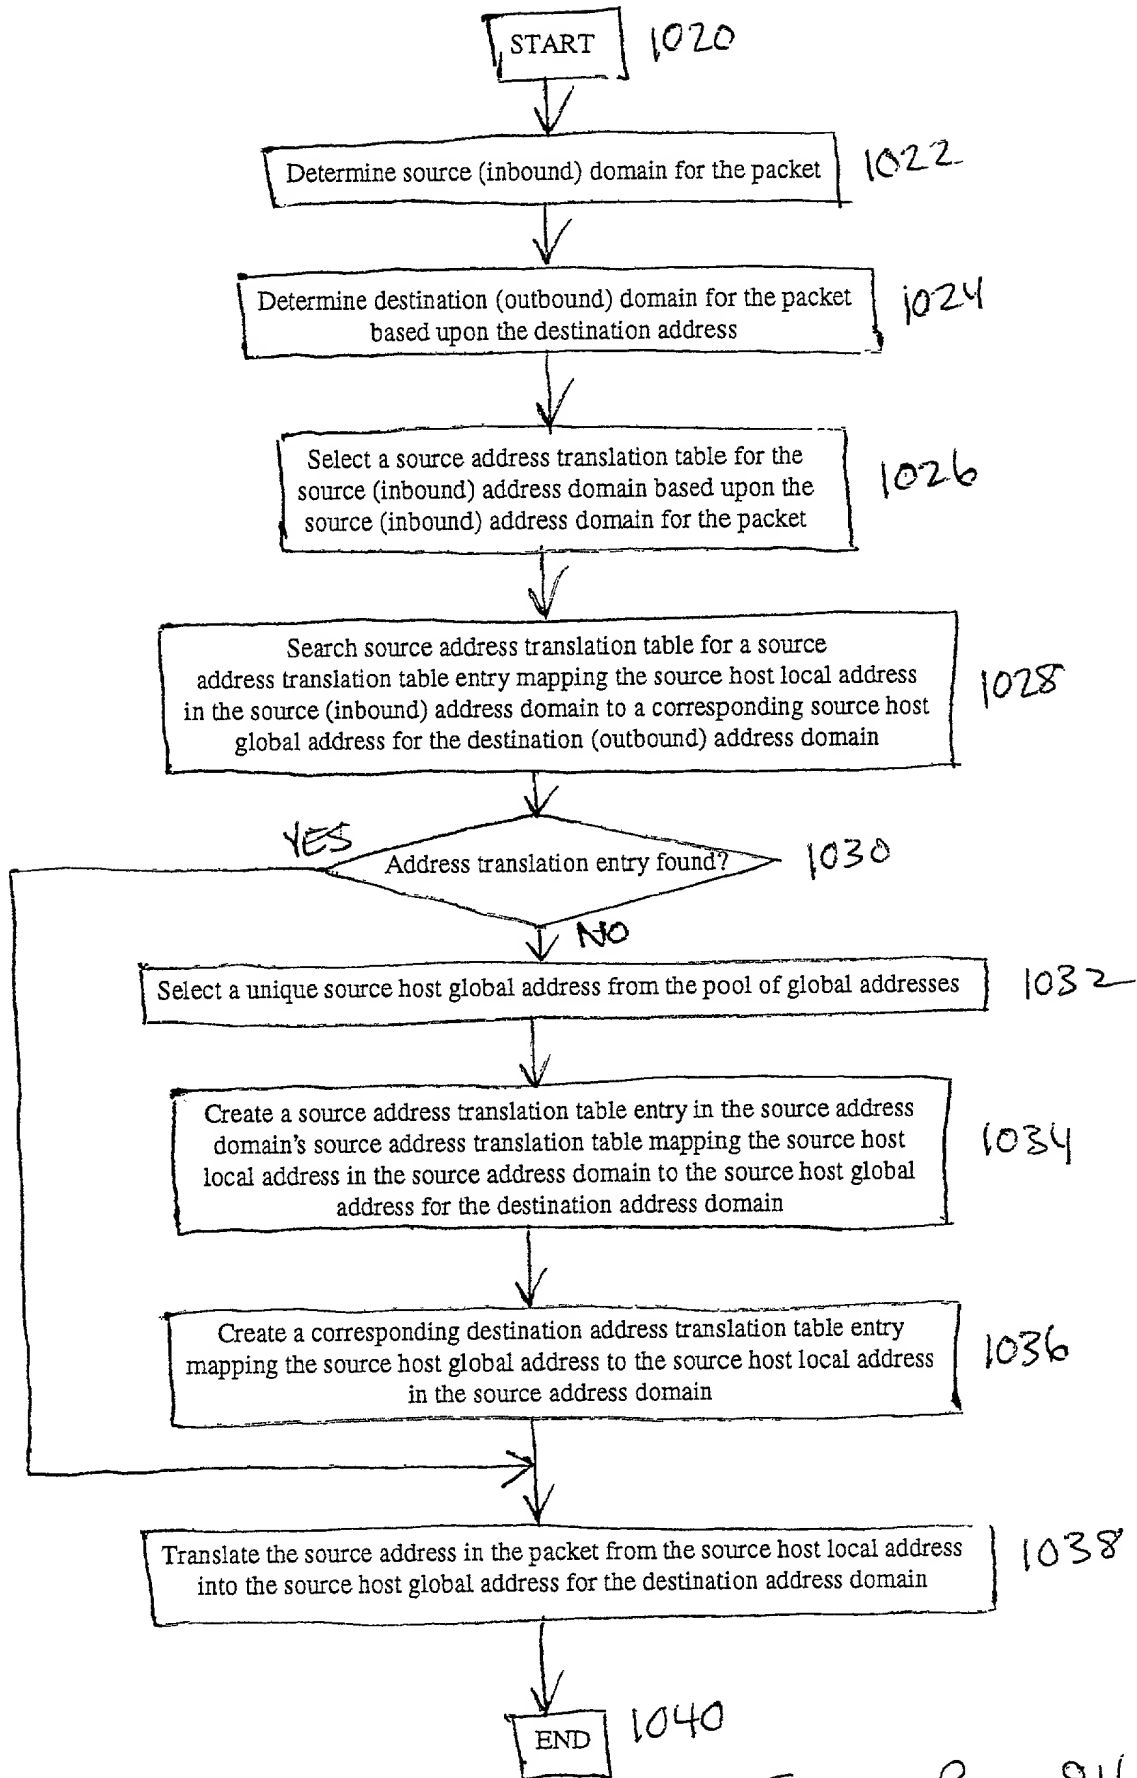 START 1020
Determine source (inbound) domain for the packet 1022
Determine destination (outbound) domain for the packet 1024
based upon the destination address
Select a source address translation table for the
source (inbound) address domain based upon the 1026
source (inbound) address domain for the packet
Search source address translation table for a source
address translation table entry mapping the source host local address 1028
in the source (inbound) address domain to a corresponding source host
global address for the destination (outbound) address domain
YES
Address translation entry found? 1030
NO
Select a unique source host global address from the pool of global addresses 1032
Create a source address translation table entry in the source address
domain's source address translation table mapping the source host 1034
local address in the source address domain to the source host global
address for the destination address domain
Create a corresponding destination address translation table entry
mapping the source host global address to the source host local address 1036
in the source address domain
Translate the source address in the packet from the source host local address 1038
into the source host global address for the destination address domain
END 1040